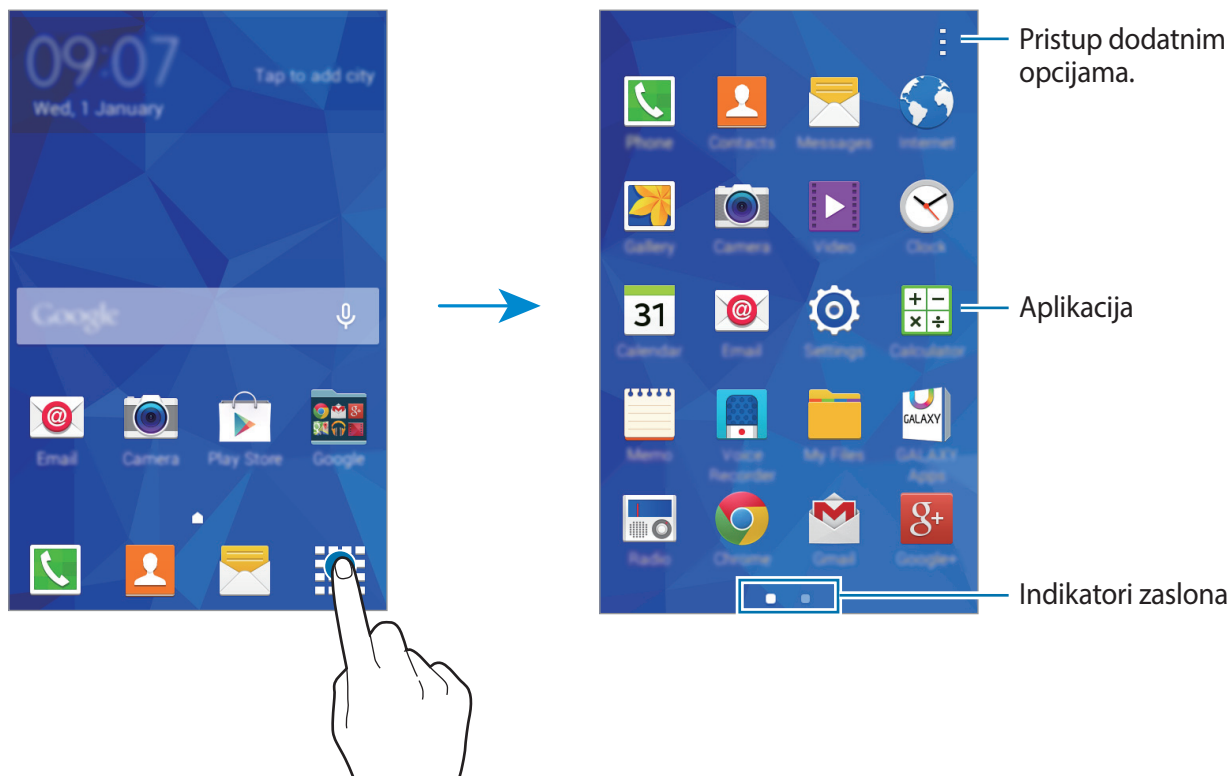 09:07
Tap to add city
Wed, 1 January
Google
Email Camera Play Store Google
Pristup dodatnim
opcijama.
Phone Contacts Messages Internet
Gallery Camera Video Clock
31
Calendar Email Settings Calculator
Aplikacija
GALAXY
Memo Voice Recorder My Files GALAXY Apps
8+
Radio Chrome Gmail Google+
Indikatori zaslona